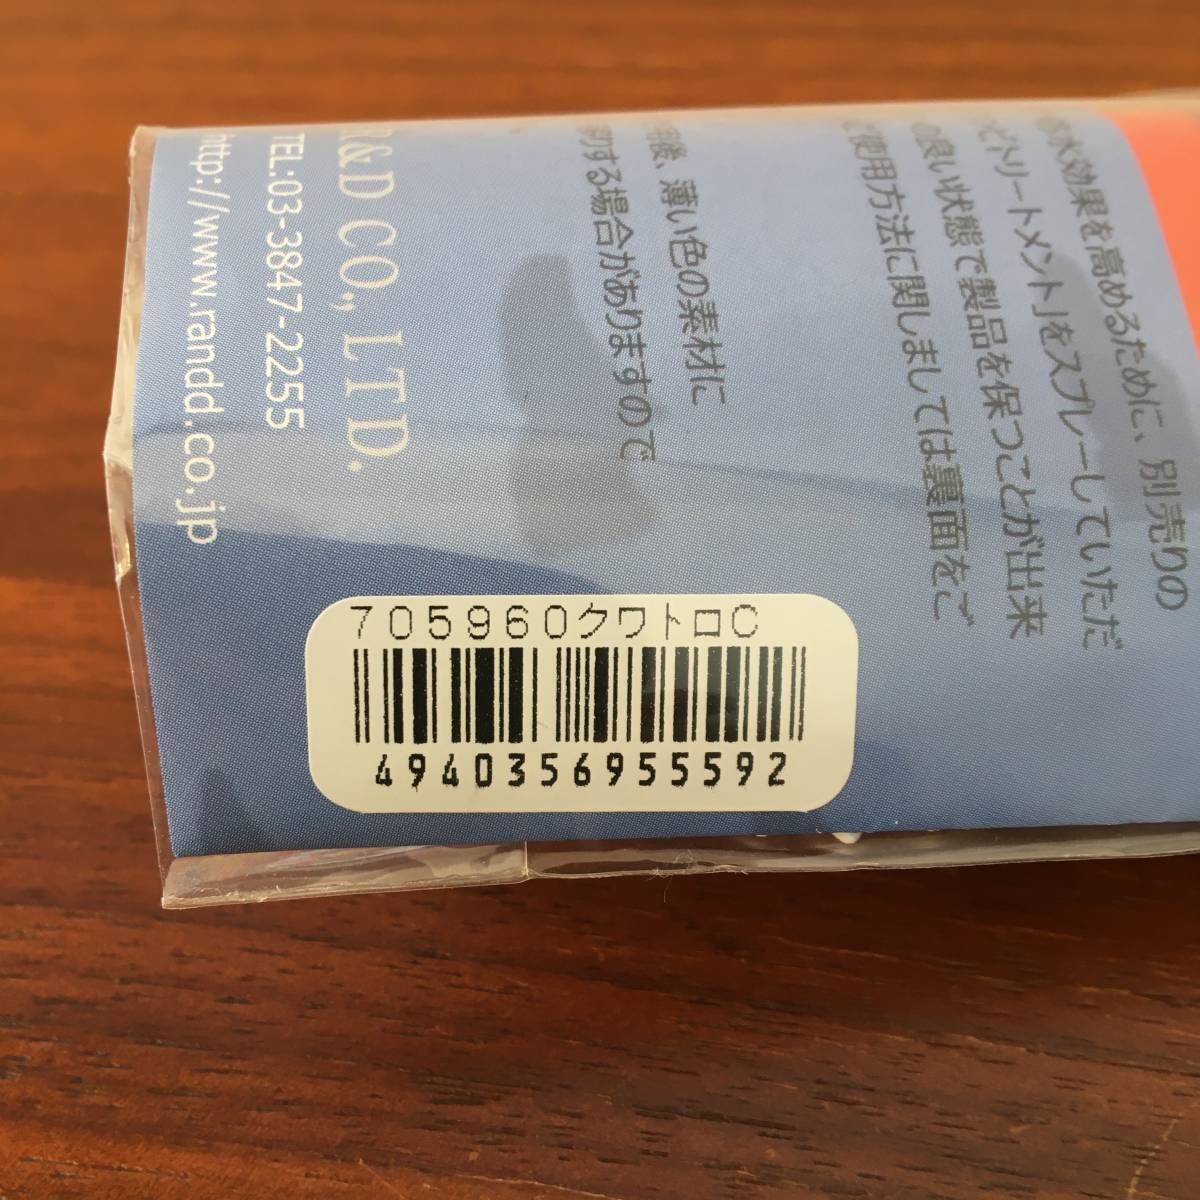 水効果を高めるために、別売りの
トリートメント」をスプレーしていただ
の良い状態で製品を保つことが出来
使用方法に関しましては裏面をご
用後、薄い色の素材に
する場合がありますので
R&D CO., LTD.
TEL:03-3847-2255
http://www.randd.co.jp
705960クワトロC
4940356955592